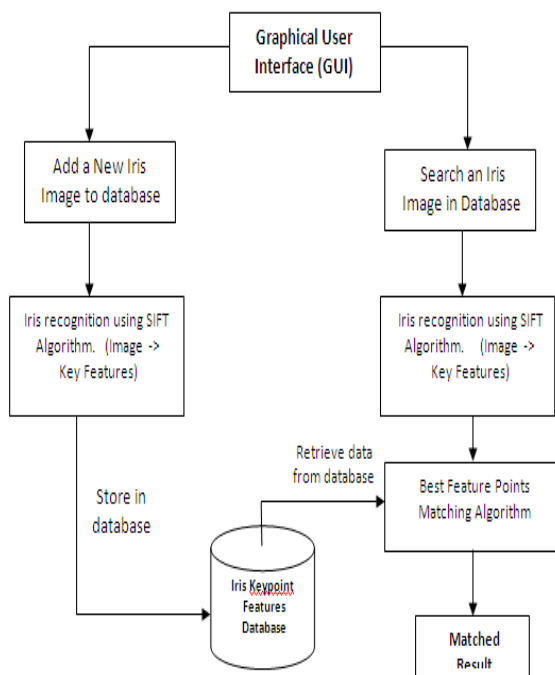 Graphical User
Interface (GUI)
Add a New Iris
Image to database
Search an Iris
Image in Database
Iris recognition using SIFT
Algorithm. (Image ->
Key Features)
Iris recognition using SIFT
Algorithm. (Image ->
Key Features)
Retrieve data
from database
Store in
database
Best Feature Points
Matching Algorithm
Iris Keypoint
Features
Database
Matched
Result